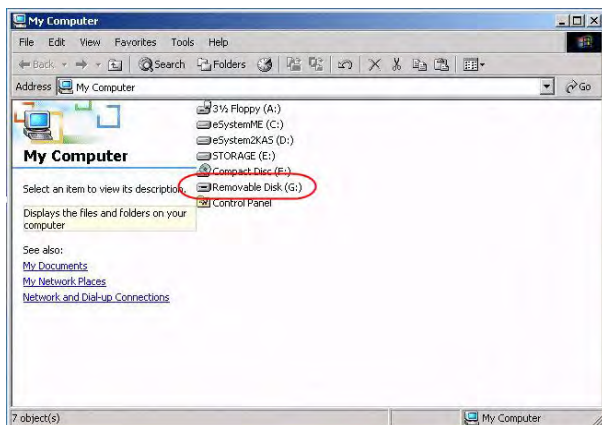 My Computer
File Edit View Favorites Tools Help
Back Search Folders
Address My Computer Go
3½ Floppy (A:)
eSystemME (C:)
eSystem2KAS (D:)
STORAGE (E:)
Compact Disc (F:)
Removable Disk (G:)
Control Panel
My Computer
Select an item to view its description.
Displays the files and folders on your
computer
See also:
My Documents
My Network Places
Network and Dial-up Connections
7 object(s) My Computer